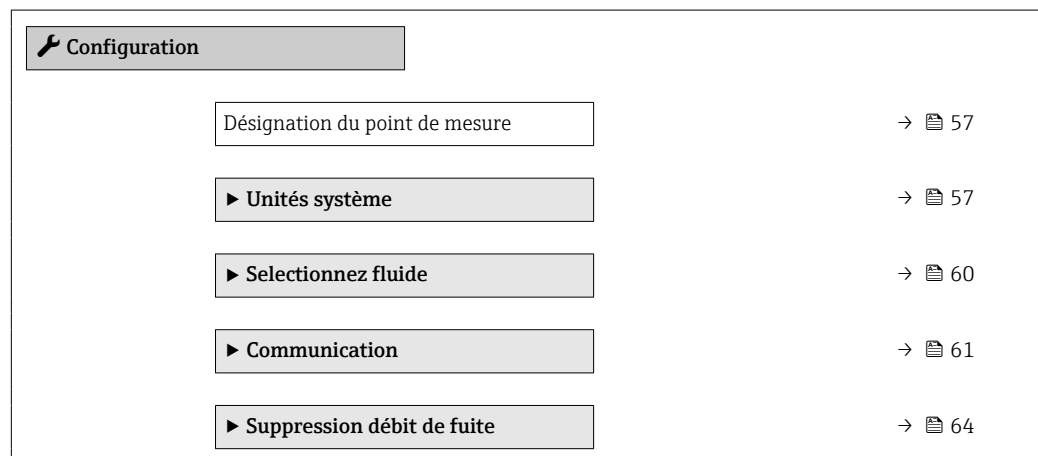 Configuration
Désignation du point de mesure → 57
▶ Unités système → 57
▶ Selectionnez fluide → 60
▶ Communication → 61
▶ Suppression débit de fuite → 64